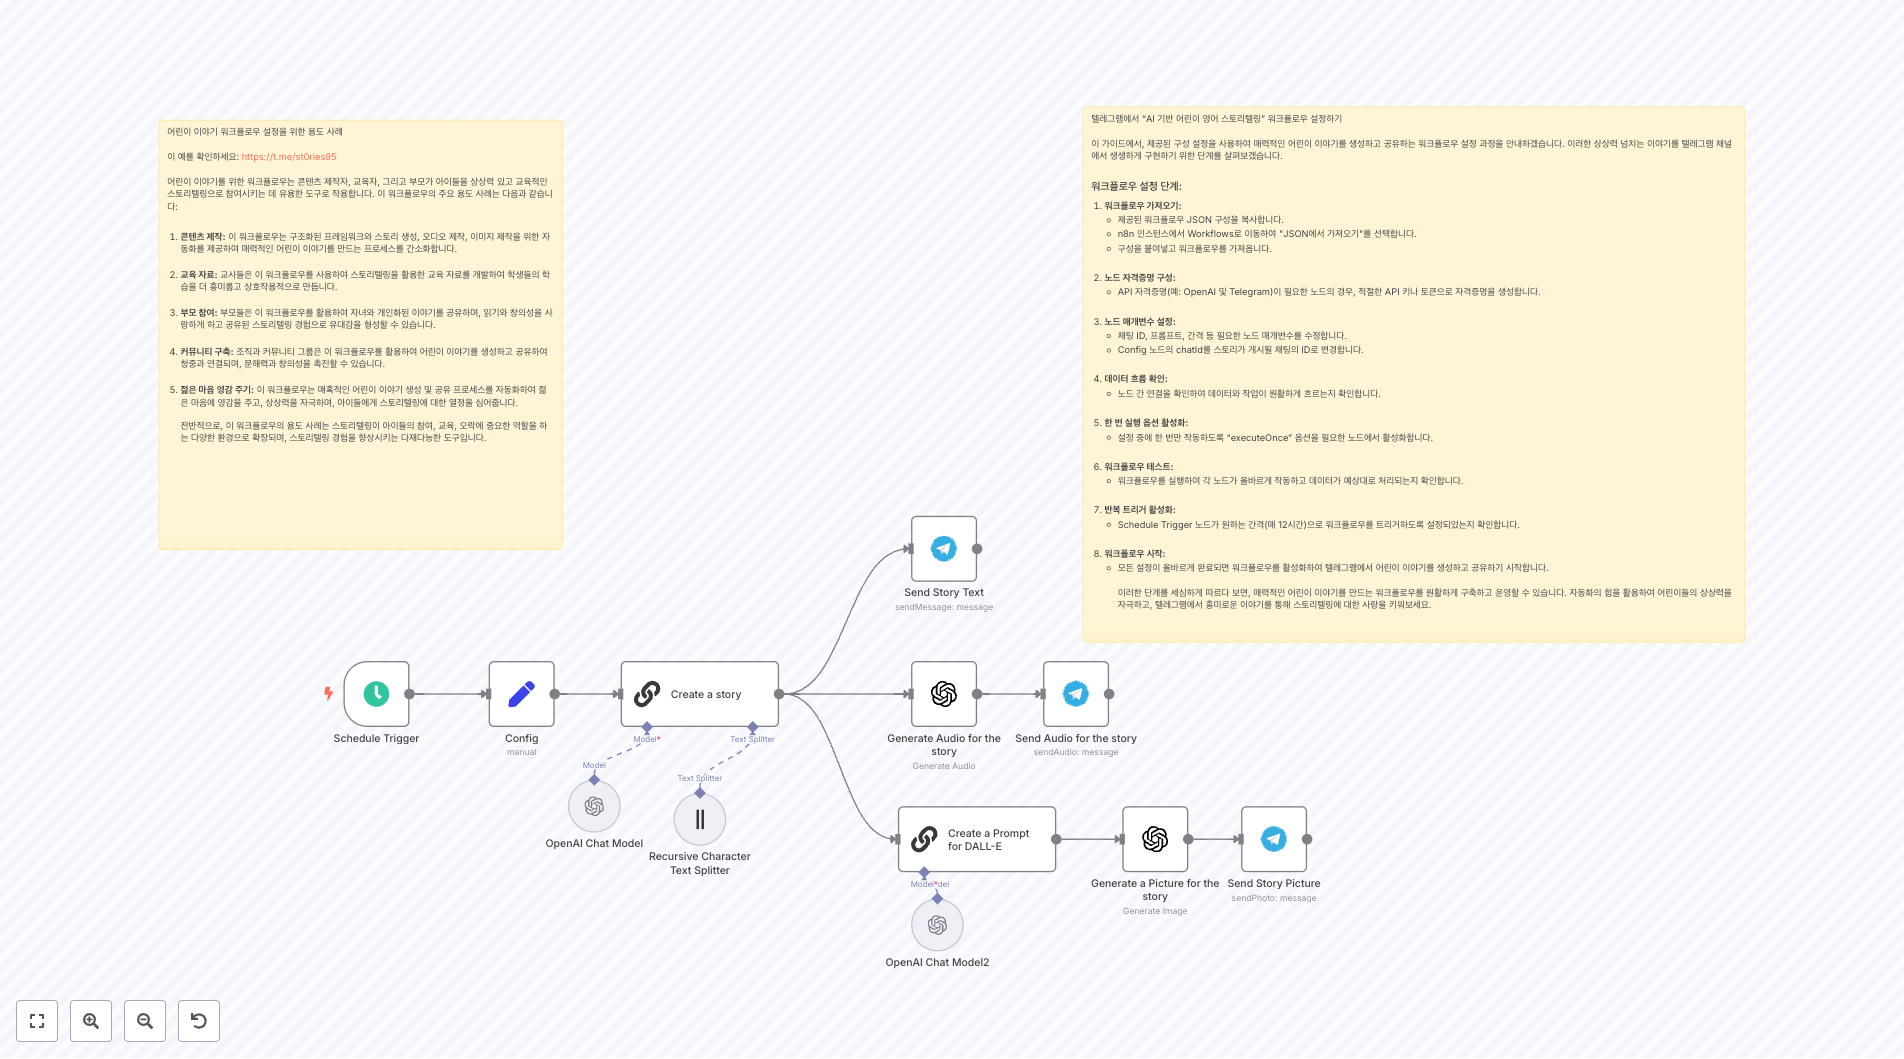 어린이 이야기 워크플로우 설정을 위한 용도 사례
이 예를 확인하세요: https://t.me/st0ries95
어린이 이야기를 위한 워크플로우는 콘텐츠 제작자, 교육자, 그리고 부모가 아이들을 상상력 있고 교육적인
스토리텔링으로 참여시키는 데 유용한 도구로 작용합니다. 이 워크플로우의 주요 용도 사례는 다음과 같습니
다:
1. 콘텐츠 제작: 이 워크플로우는 구조화된 프레임워크와 스토리 생성, 오디오 제작, 이미지 제작을 위한 자
동화를 제공하여 매력적인 어린이 이야기를 만드는 프로세스를 간소화합니다.
2. 교육 자료: 교사들은 이 워크플로우를 사용하여 스토리텔링을 활용한 교육 자료를 개발하여 학생들의 학
습을 더 흥미롭고 상호작용적으로 만듭니다.
3. 부모 참여: 부모들은 이 워크플로우를 활용하여 자녀와 개인화된 이야기를 공유하며, 읽기와 창의성을 사
랑하게 하고 공유된 스토리텔링 경험으로 유대감을 형성할 수 있습니다.
4. 커뮤니티 구축: 조직과 커뮤니티 그룹은 이 워크플로우를 활용하여 어린이 이야기를 생성하고 공유하여
청중과 연결되며, 문해력과 창의성을 촉진할 수 있습니다.
5. 젊은 마음 영감 주기: 이 워크플로우는 매혹적인 어린이 이야기 생성 및 공유 프로세스를 자동화하여 젊
은 마음에 영감을 주고, 상상력을 자극하며, 아이들에게 스토리텔링에 대한 열정을 심어줍니다.
전반적으로, 이 워크플로우의 용도 사례는 스토리텔링이 아이들의 참여, 교육, 오락에 중요한 역할을 하
는 다양한 환경으로 확장되며, 스토리텔링 경험을 향상시키는 다재다능한 도구입니다.
텔레그램에서 “AI 기반 어린이 영어 스토리텔링” 워크플로우 설정하기
이 가이드에서, 제공된 구성 설정을 사용하여 매력적인 어린이 이야기를 생성하고 공유하는 워크플로우 설정 과정을 안내하겠습니다. 이러한 상상력 넘치는 이야기를 텔레그램 채널
에서 생생하게 구현하기 위한 단계를 살펴보겠습니다.
워크플로우 설정 단계:
1. 워크플로우 가져오기:
제공된 워크플로우 JSON 구성을 복사합니다.
n8n 인스턴스에서 Workflows로 이동하여 "JSON에서 가져오기"를 선택합니다.
구성을 붙여넣고 워크플로우를 가져옵니다.
2. 노드 자격증명 구성:
API 자격증명(예: OpenAI 및 Telegram)이 필요한 노드의 경우, 적절한 API 키나 토큰으로 자격증명을 생성합니다.
3. 노드 매개변수 설정:
채팅 ID, 프롬프트, 간격 등 필요한 노드 매개변수를 수정합니다.
Config 노드의 chatId를 스토리가 게시될 채팅의 ID로 변경합니다.
4. 데이터 흐름 확인:
노드 간 연결을 확인하여 데이터와 작업이 원활하게 흐르는지 확인합니다.
5. 한 번 실행 옵션 활성화:
설정 중에 한 번만 작동하도록 “executeOnce” 옵션을 필요한 노드에서 활성화합니다.
6. 워크플로우 테스트:
워크플로우를 실행하여 각 노드가 올바르게 작동하고 데이터가 예상대로 처리되는지 확인합니다.
7. 반복 트리거 활성화:
Schedule Trigger 노드가 원하는 간격(매 12시간)으로 워크플로우를 트리거하도록 설정되었는지 확인합니다.
8. 워크플로우 시작:
모든 설정이 올바르게 완료되면 워크플로우를 활성화하여 텔레그램에서 어린이 이야기를 생성하고 공유하기 시작합니다.
이러한 단계를 세심하게 따르다 보면, 매력적인 어린이 이야기를 만드는 워크플로우를 원활하게 구축하고 운영할 수 있습니다. 자동화의 힘을 활용하여 어린이들의 상상력을
자극하고, 텔레그램에서 흥미로운 이야기를 통해 스토리텔링에 대한 사랑을 키워보세요.
Send Story Text
sendMessage: message
Schedule Trigger
Config
manual
Create a story
Model*
Text Splitter
Model
Text Splitter
OpenAI Chat Model
Recursive Character
Text Splitter
Generate Audio for the
story
Generate Audio
Send Audio for the story
sendAudio: message
Create a Prompt
for DALL-E
Model*del
OpenAI Chat Model2
Generate a Picture for the
story
Generate Image
Send Story Picture
sendPhoto: message